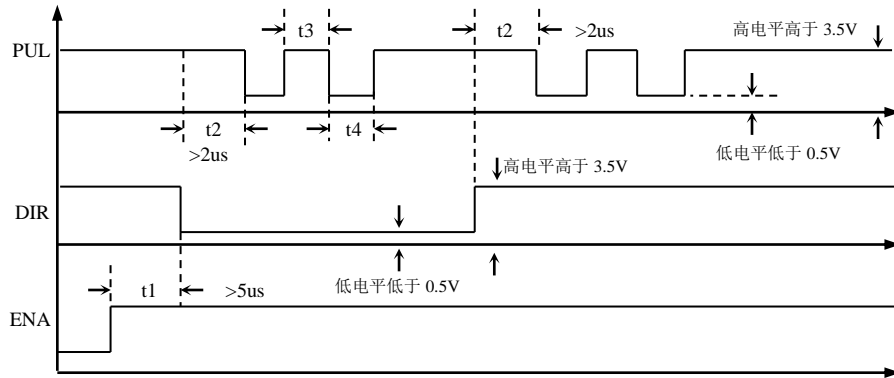 t3
t2
>2us
高电平高于 3.5V
PUL
t2
t4
>2us
低电平低于 0.5V
高电平高于 3.5V
DIR
低电平低于 0.5V
t1
>5us
ENA